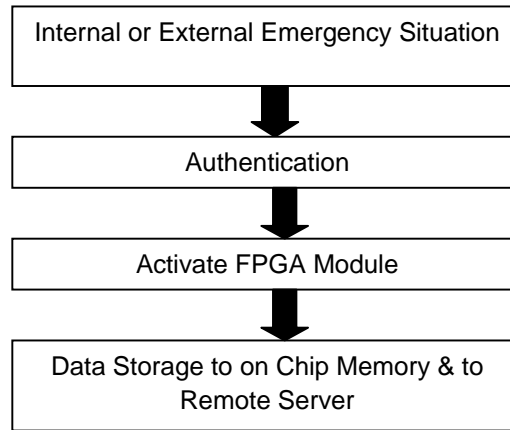 Internal or External Emergency Situation
Authentication
Activate FPGA Module
Data Storage to on Chip Memory & to
Remote Server